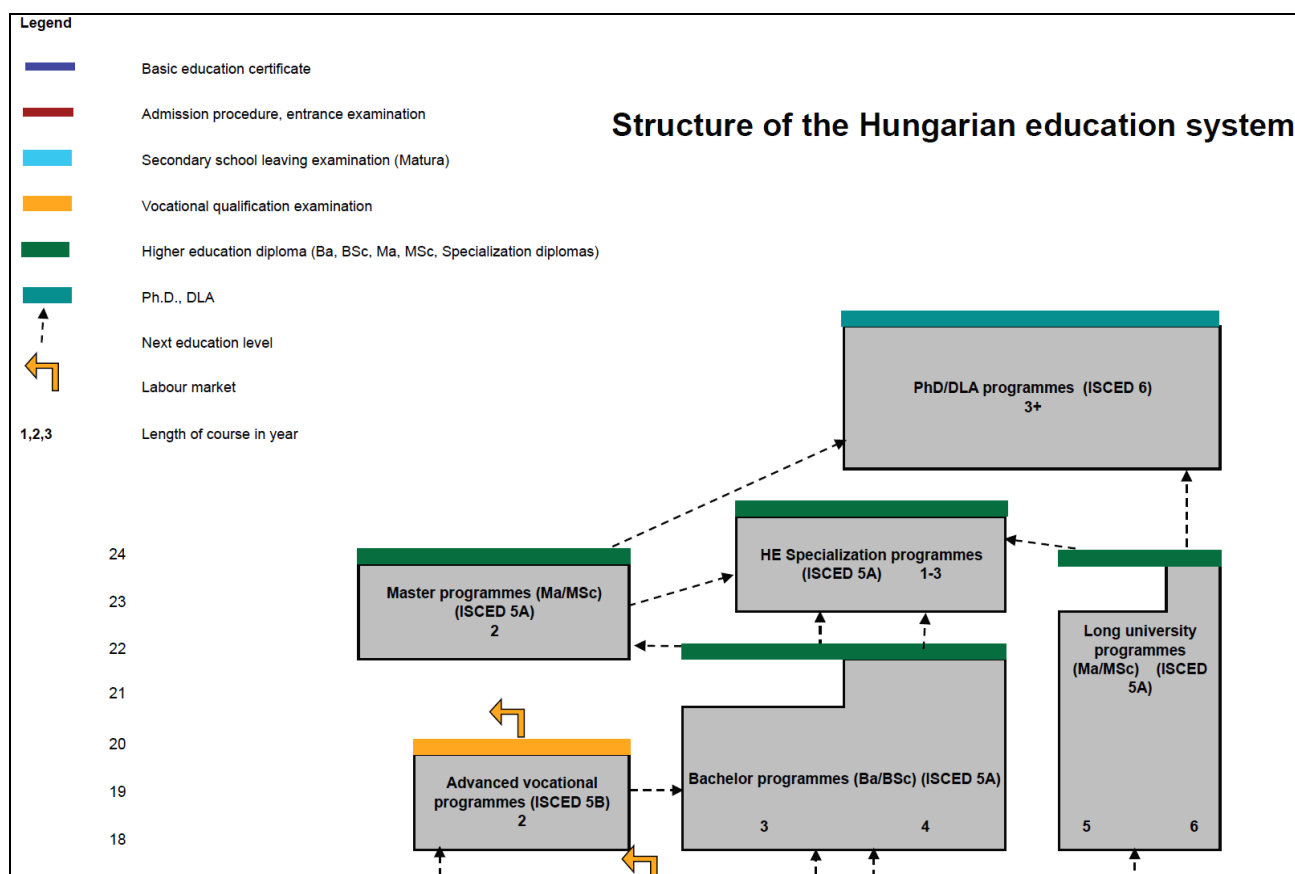 Legend
Basic education certificate
Admission procedure, entrance examination
Structure of the Hungarian education system
Secondary school leaving examination (Matura)
Vocational qualification examination
Higher education diploma (Ba, BSc, Ma, MSc, Specialization diplomas)
Ph.D., DLA
Next education level
Labour market
1,2,3 Length of course in year
PhD/DLA programmes (ISCED 6)
3+
24
23
22
21
20
19
18
Master programmes (Ma/MSc)
(ISCED 5A)
2
HE Specialization programmes
(ISCED 5A) 1-3
Long university
programmes
(Ma/MSc) (ISCED
5A)
5 6
Advanced vocational
programmes (ISCED 5B)
2
Bachelor programmes (Ba/BSc) (ISCED 5A)
3 4